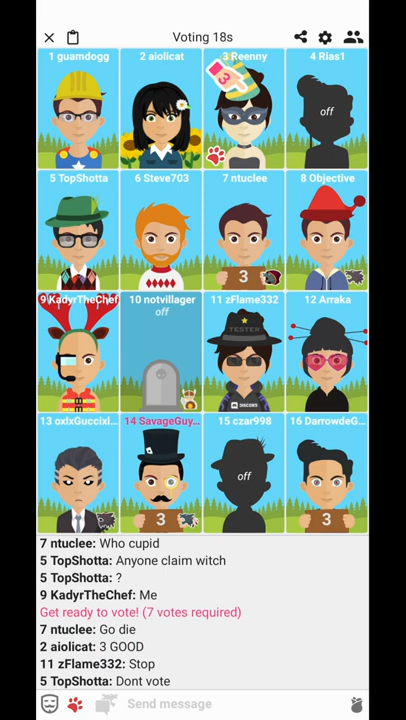 Voting 18s
1 guamdogg
2 aiolicat
3 Reenny
4 Rias1
3
off
5 TopShotta
6 Steve703
7 ntuclee
8 Objective
3
9 KadyrTheChef
10 notvillager
11 zFlame332
12 Arraka
off
TESTER
DISCORD
13 oxlxGuccixl...
14 SavageGuy...
15 czar998
16 DarrowdeG...
off
3
3
7 ntuclee: Who cupid
5 TopShotta: Anyone claim witch
5 TopShotta: ?
9 KadyrTheChef: Me
Get ready to vote! (7 votes required)
7 ntuclee: Go die
2 aiolicat: 3 GOOD
11 zFlame332: Stop
5 TopShotta: Dont vote
Send message